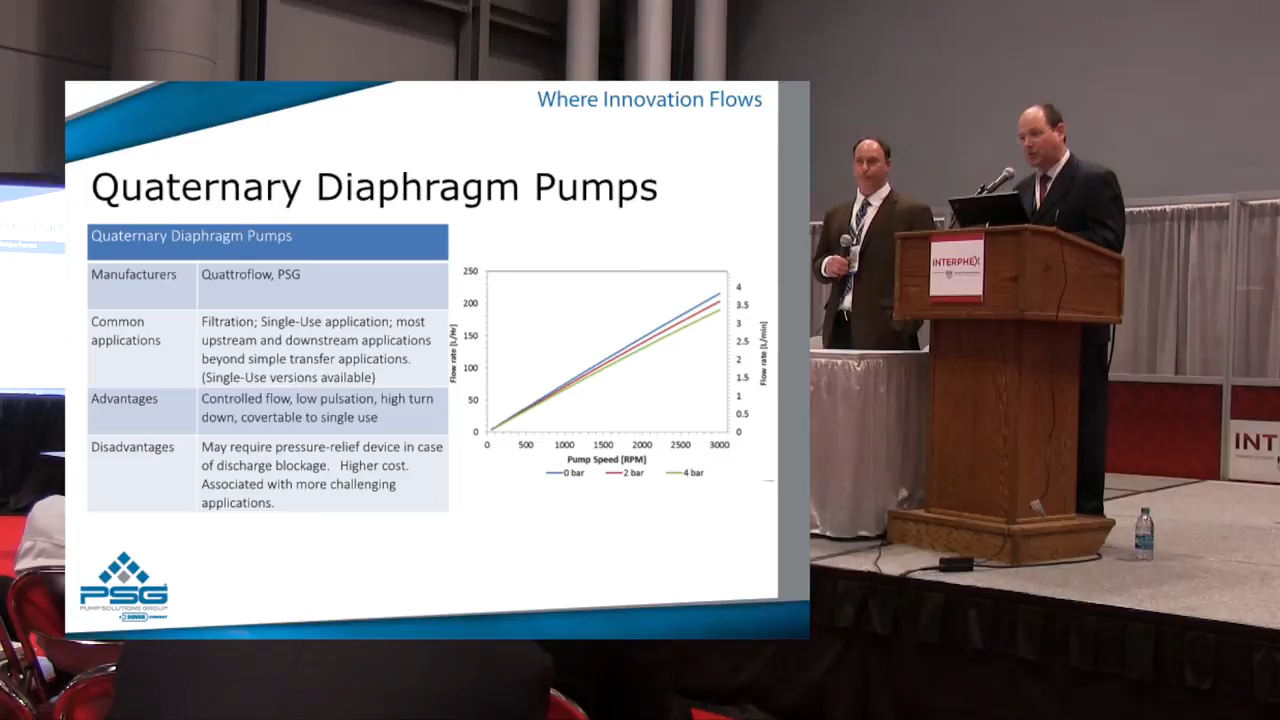 Where Innovation Flows
Quaternary Diaphragm Pumps
Quaternary Diaphragm Pumps
Manufacturers
Quattroflow, PSG
Common
applications
Filtration; Single-Use application; most
upstream and downstream applications
beyond simple transfer applications.
(Single-Use versions available)
Advantages
Controlled flow, low pulsation, high turn
down, covertable to single use
Disadvantages
May require pressure-relief device in case
of discharge blockage. Higher cost.
Associated with more challenging
applications.
250
200
150
100
50
0
Flow rate [L/Hr]
4
3.5
3
2.5
2
1.5
1
0.5
0
Flow rate [L/min]
0 500 1000 1500 2000 2500 3000
Pump Speed [RPM]
0 bar 2 bar 4 bar
PSG
PUMP SOLUTIONS GROUP
DOVER COMPANY
INTERPHEX
INT